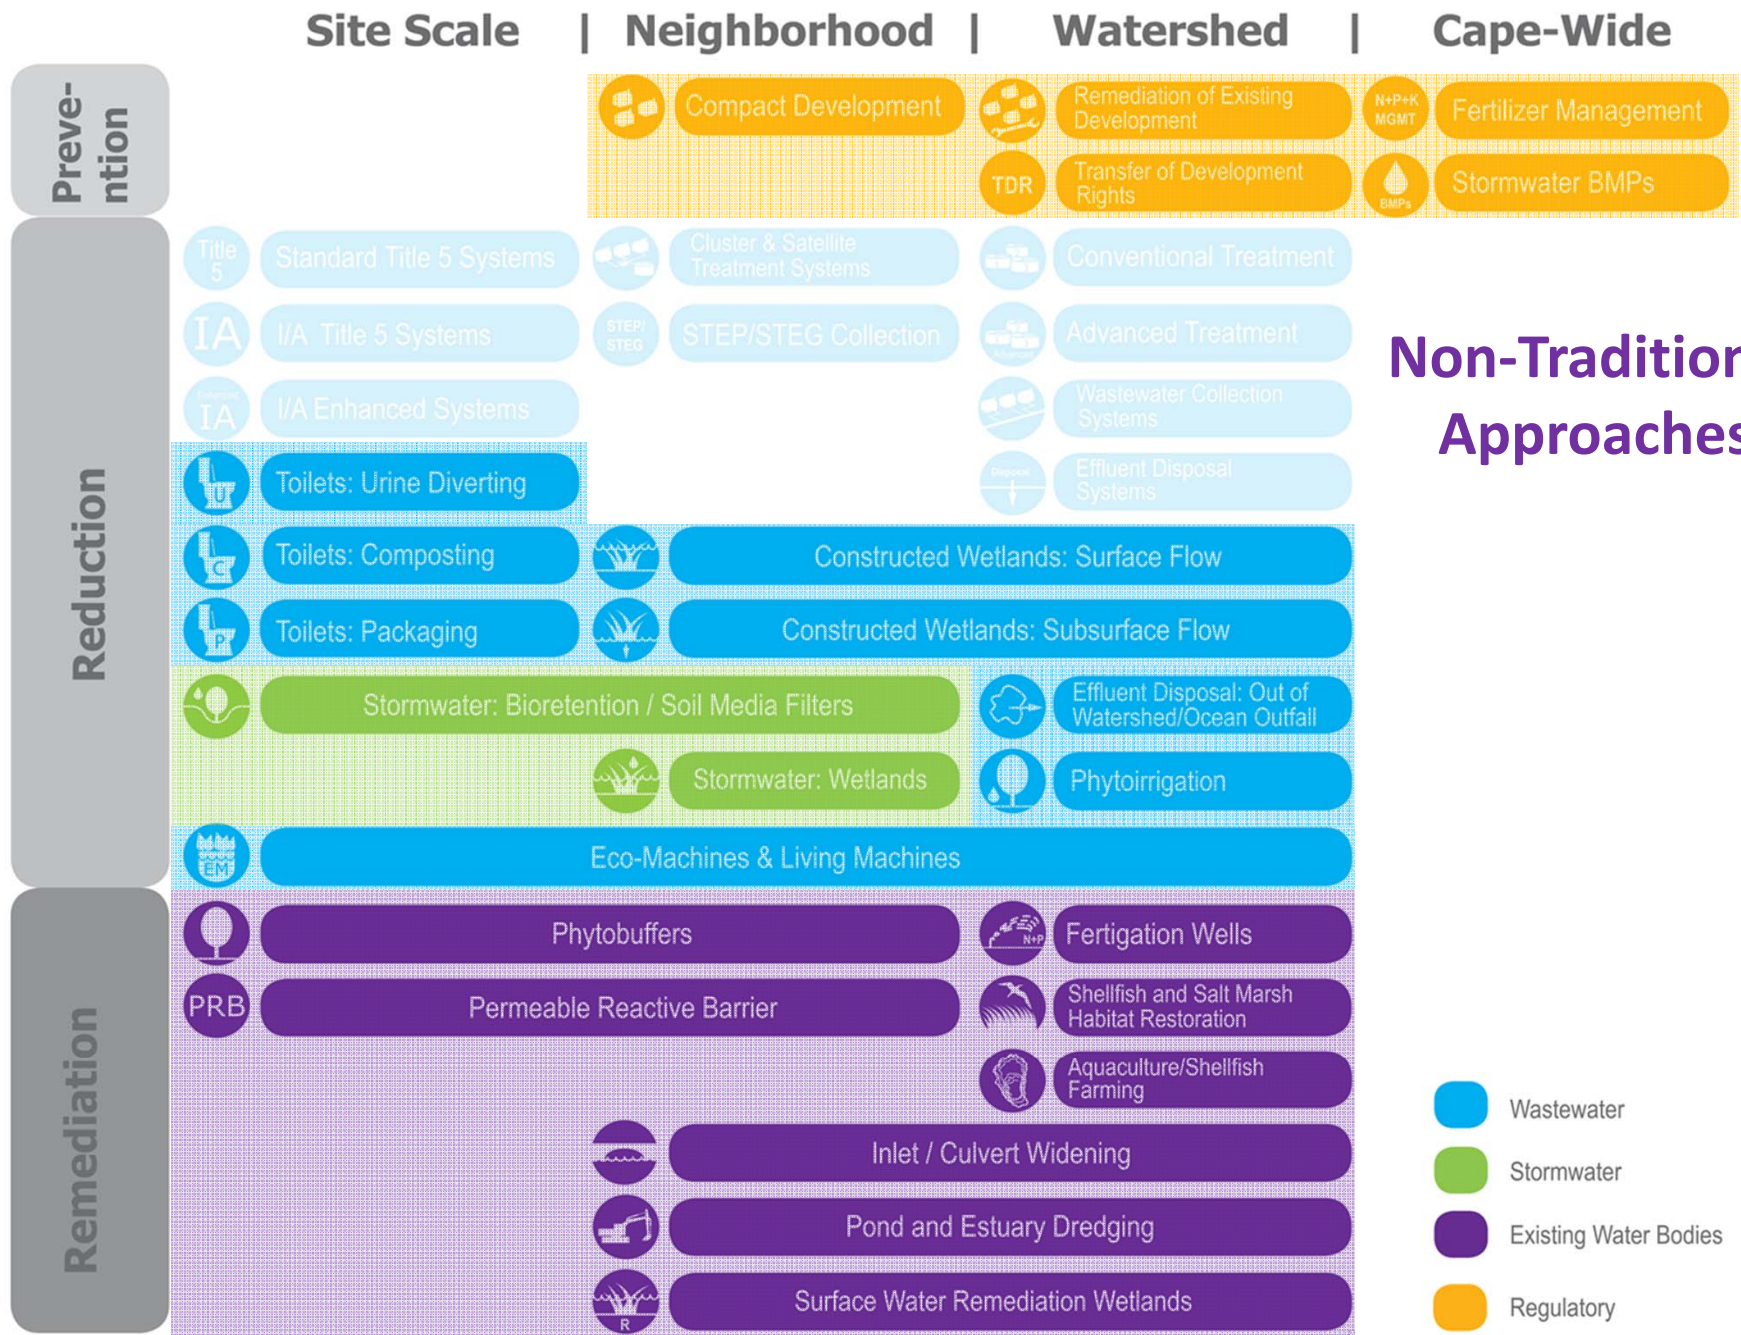 Site Scale | Neighborhood | Watershed | Cape-Wide
Preve-
ntion
Compact Development
Remediation of Existing
Development
N+P+K
MGMT
Fertilizer Management
TDR
Transfer of Development
Rights
BMPs
Stormwater BMPs
Reduction
Title
5
Standard Title 5 Systems
Cluster & Satellite
Treatment Systems
Conventional Treatment
IA
I/A Title 5 Systems
STEP/
STEG
STEP/STEG Collection
Advanced
Advanced Treatment
Non-Tradition
Approaches
Enhanced
IA
I/A Enhanced Systems
Wastewater Collection
Systems
U
Toilets: Urine Diverting
Disposal
Effluent Disposal
Systems
C
Toilets: Composting
Constructed Wetlands: Surface Flow
P
Toilets: Packaging
Constructed Wetlands: Subsurface Flow
Stormwater: Bioretention / Soil Media Filters
Effluent Disposal: Out of
Watershed/Ocean Outfall
Stormwater: Wetlands
Phytoirrigation
EM
Eco-Machines & Living Machines
Remediation
Phytobuffers
N+P
Fertigation Wells
PRB
Permeable Reactive Barrier
Shellfish and Salt Marsh
Habitat Restoration
Aquaculture/Shellfish
Farming
Inlet / Culvert Widening
Pond and Estuary Dredging
R
Surface Water Remediation Wetlands
Wastewater
Stormwater
Existing Water Bodies
Regulatory